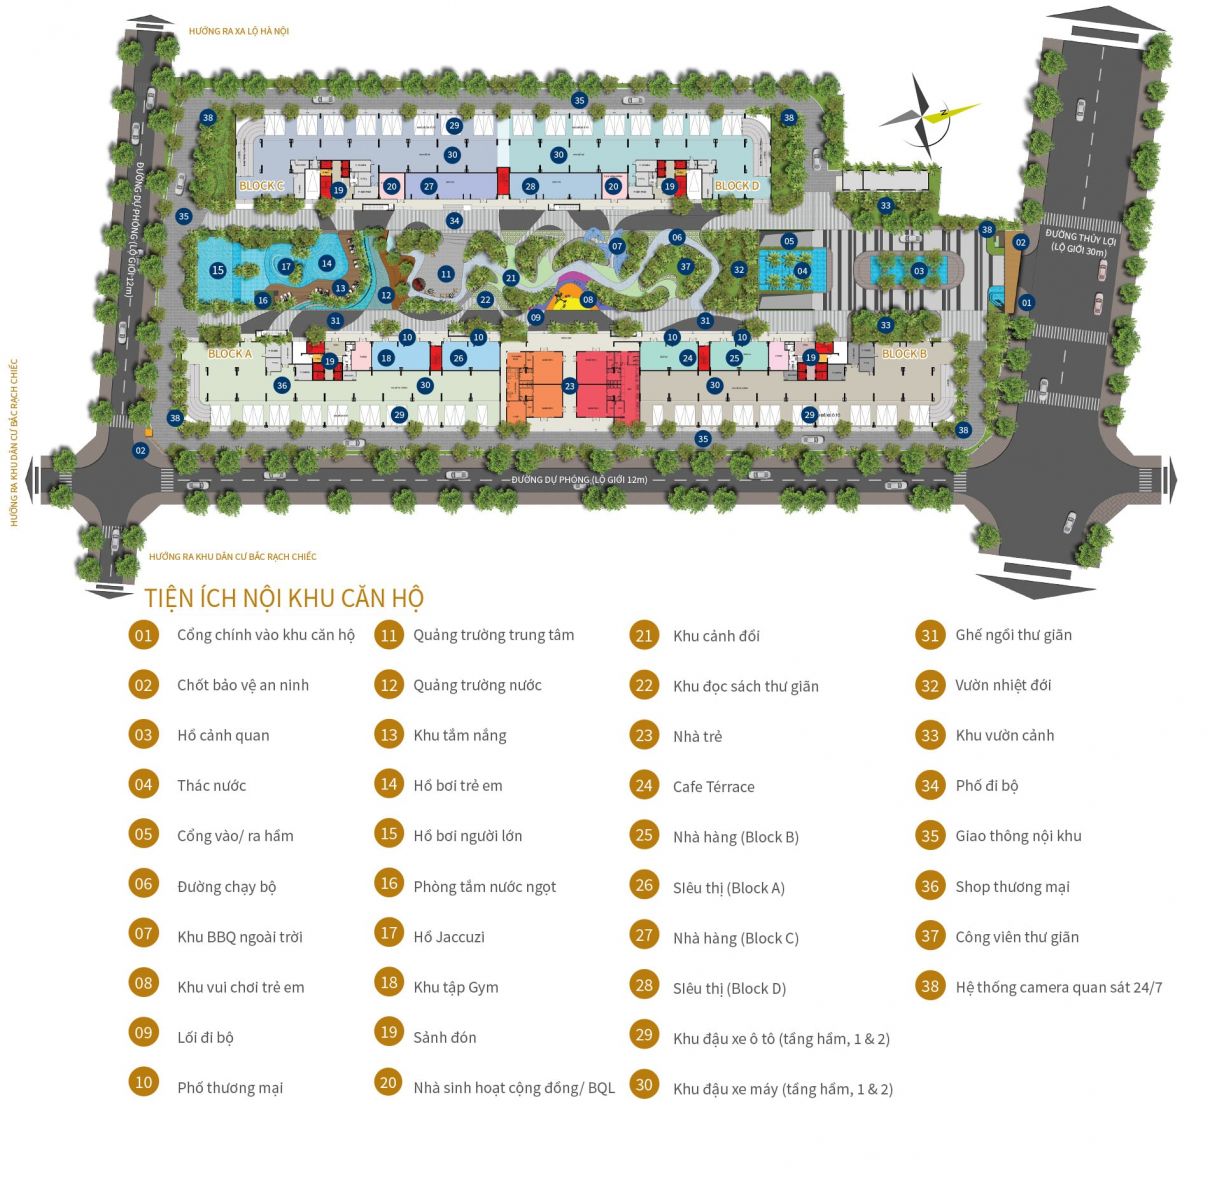 HƯỚNG RA XA LỘ HÀ NỘI
38
35
38
29
30
30
BLOCK C
19
20
27
28
20
19
BLOCK D
ĐƯỜNG DỰ PHÓNG (LỘ GIỚI 12m)
N
35
34
33
38
02
ĐƯỜNG THỦY LỢI
(LỘ GIỚI 30m)
15
17
14
13
16
12
11
21
22
07
06
37
32
05
04
03
08
09
01
31
31
33
BLOCK A
19
10
18
10
26
10
24
10
25
19
BLOCK B
36
30
29
23
30
29
38
35
38
02
ĐƯỜNG DỰ PHÓNG (LỘ GIỚI 12m)
HƯỚNG RA KHU DÂN CƯ BẮC RẠCH CHIẾC
HƯỚNG RA KHU DÂN CƯ BẮC RẠCH CHIẾC
TIỆN ÍCH NỘI KHU CĂN HỘ
01 Cổng chính vào khu căn hộ
02 Chốt bảo vệ an ninh
03 Hồ cảnh quan
04 Thác nước
05 Cổng vào/ ra hầm
06 Đường chạy bộ
07 Khu BBQ ngoài trời
08 Khu vui chơi trẻ em
09 Lối đi bộ
10 Phố thương mại
11 Quảng trường trung tâm
12 Quảng trường nước
13 Khu tắm nắng
14 Hồ bơi trẻ em
15 Hồ bơi người lớn
16 Phòng tắm nước ngọt
17 Hồ Jaccuzi
18 Khu tập Gym
19 Sảnh đón
20 Nhà sinh hoạt cộng đồng/ BQL
21 Khu cảnh đồi
22 Khu đọc sách thư giãn
23 Nhà trẻ
24 Cafe Térrace
25 Nhà hàng (Block B)
26 SIêu thị (Block A)
27 Nhà hàng (Block C)
28 SIêu thị (Block D)
29 Khu đậu xe ô tô (tầng hầm, 1 & 2)
30 Khu đậu xe máy (tầng hầm, 1 & 2)
31 Ghế ngồi thư giãn
32 Vườn nhiệt đới
33 Khu vườn cảnh
34 Phố đi bộ
35 Giao thông nội khu
36 Shop thương mại
37 Công viên thư giãn
38 Hệ thống camera quan sát 24/7